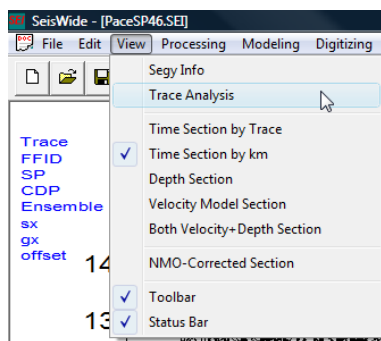 SeisWide - [PaceSP46.SEI]
File Edit View Processing Modeling Digitizing
Segy Info
Trace Analysis
Time Section by Trace
Time Section by km
Depth Section
Velocity Model Section
Both Velocity+Depth Section
NMO-Corrected Section
Toolbar
Status Bar
Trace
FFID
SP
CDP
Ensemble
sx
gx
offset
14
13